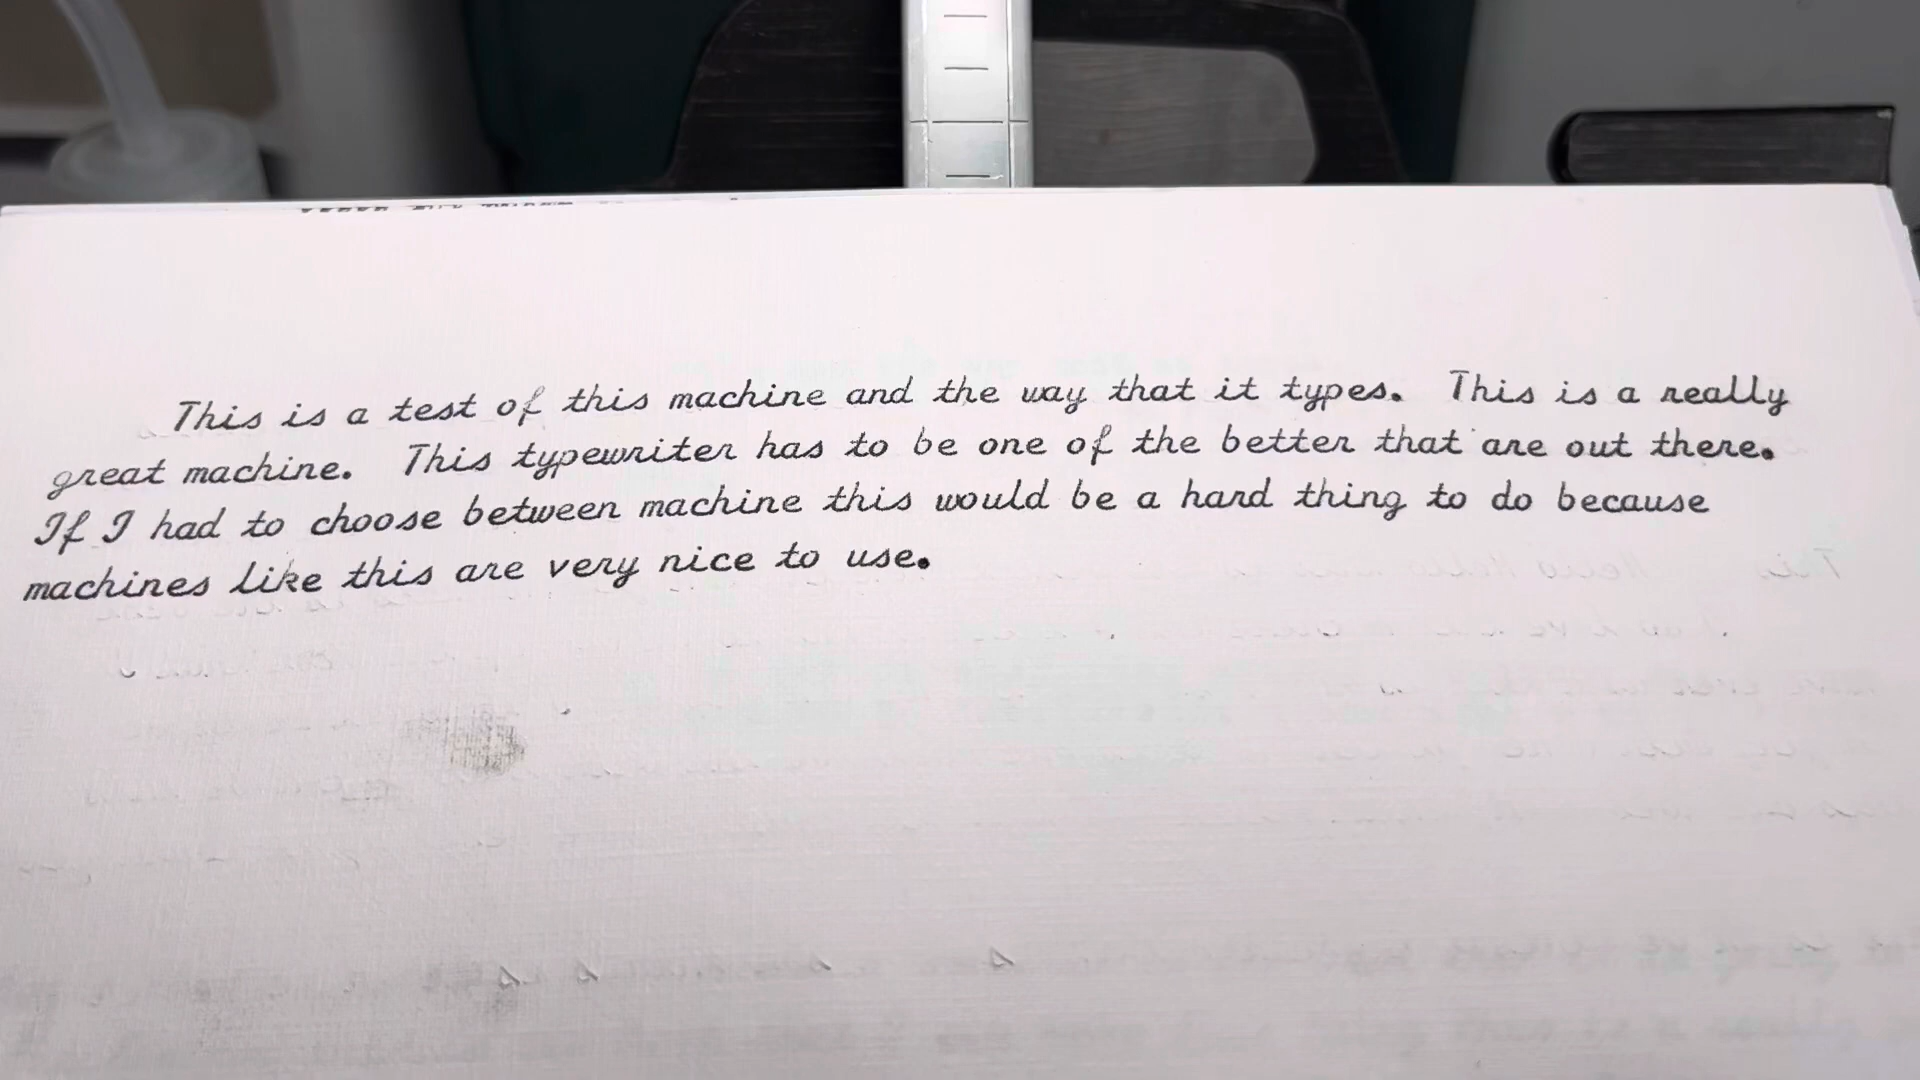 This is a test of this machine and the way that it types.  This is a really
great machine.  This typewriter has to be one of the better that are out there.
If I had to choose between machine this would be a hard thing to do because
machines like this are very nice to use.